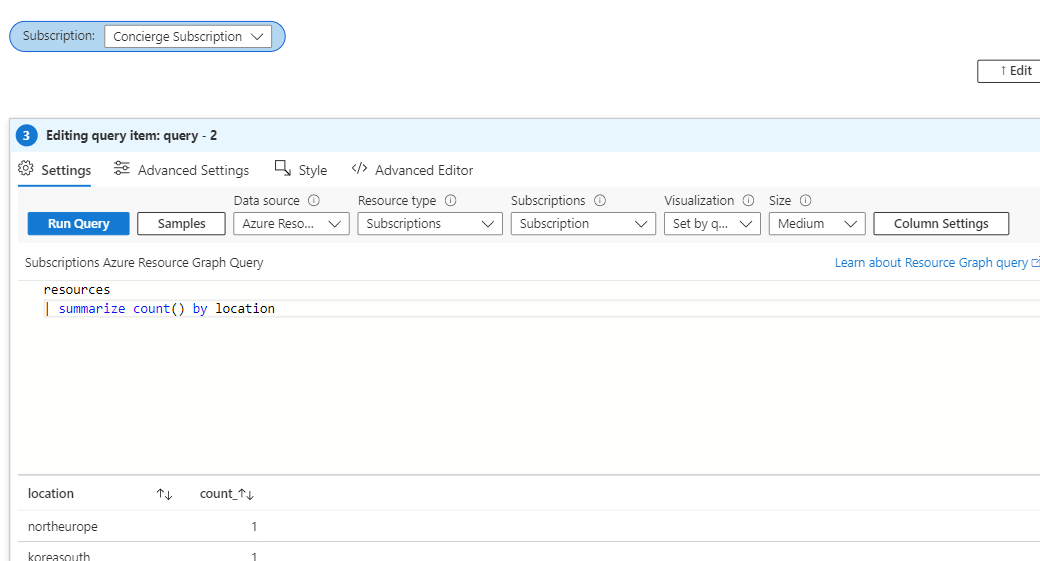 Subscription: Concierge Subscription
↑ Edit
3 Editing query item: query - 2
Settings Advanced Settings Style </> Advanced Editor
Data source Resource type Subscriptions Visualization Size
Run Query Samples Azure Reso... Subscriptions Subscription Set by q... Medium Column Settings
Subscriptions Azure Resource Graph Query Learn about Resource Graph query
resources
| summarize count() by location
location ↑↓ count_↑↓
northeurope 1
koreasouth 1